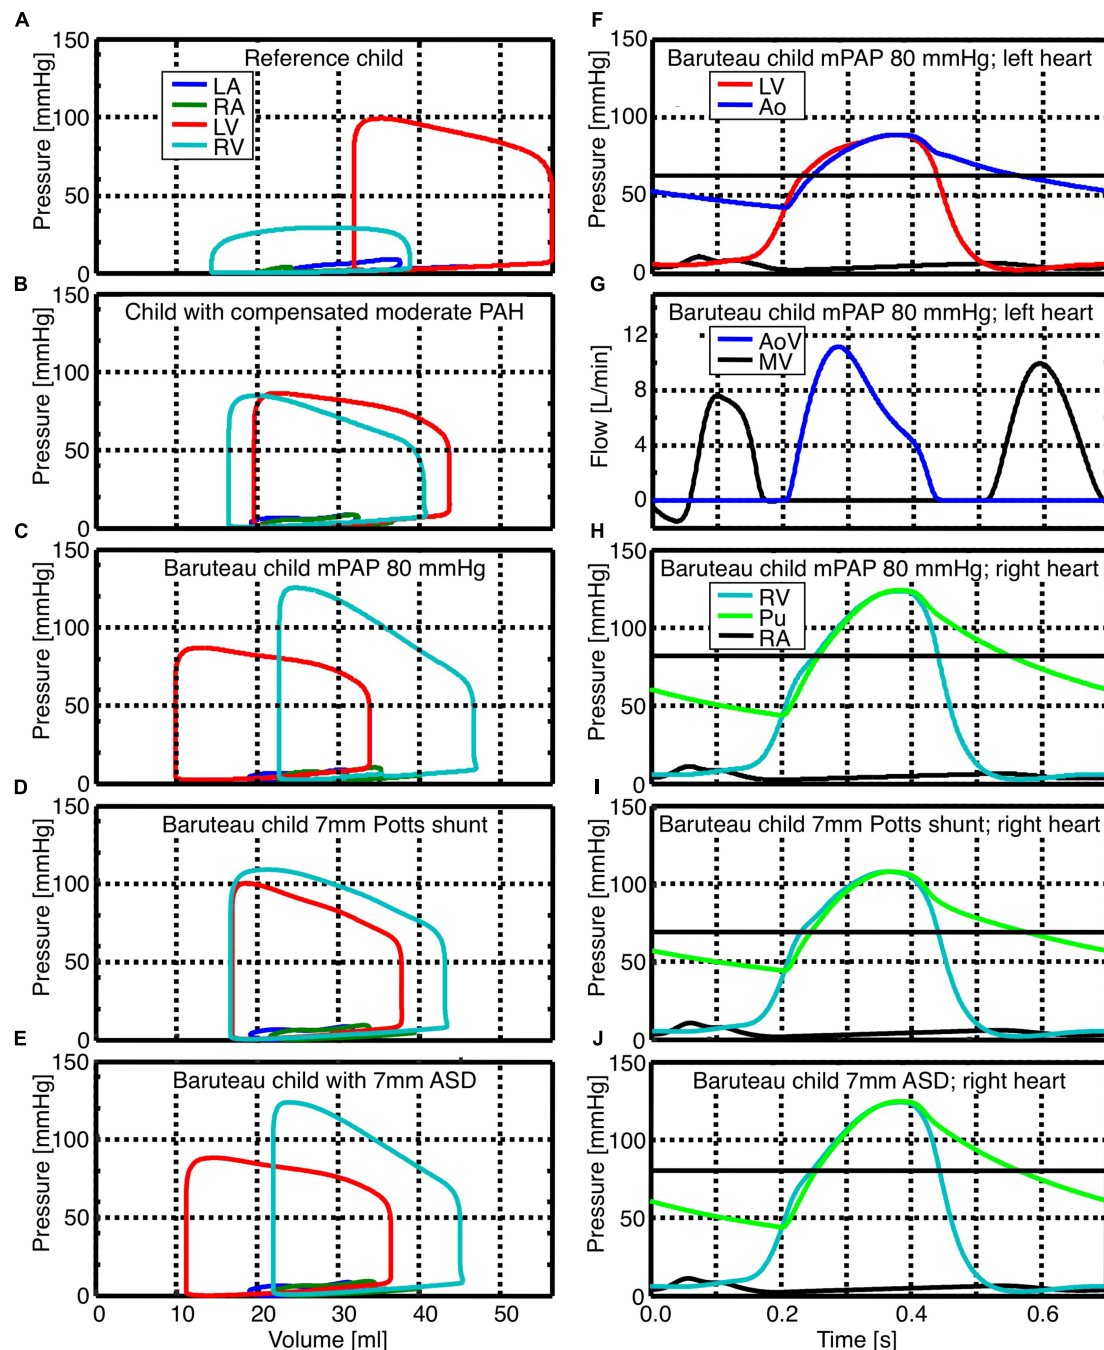 A
150
100
50
0
Pressure [mmHg]
Reference child
LA
RA
LV
RV
B
150
100
50
0
Pressure [mmHg]
Child with compensated moderate PAH
C
150
100
50
0
Pressure [mmHg]
Baruteau child mPAP 80 mmHg
D
150
100
50
0
Pressure [mmHg]
Baruteau child 7mm Potts shunt
E
150
100
50
0
Pressure [mmHg]
Baruteau child with 7mm ASD
0 10 20 30 40 50
Volume [ml]
F
150
100
50
0
Pressure [mmHg]
Baruteau child mPAP 80 mmHg; left heart
LV
Ao
G
12
8
4
0
Flow [L/min]
Baruteau child mPAP 80 mmHg; left heart
AoV
MV
H
150
100
50
0
Pressure [mmHg]
Baruteau child mPAP 80 mmHg; right heart
RV
Pu
RA
I
150
100
50
0
Pressure [mmHg]
Baruteau child 7mm Potts shunt; right heart
J
150
100
50
0
Pressure [mmHg]
Baruteau child 7mm ASD; right heart
0.0 0.2 0.4 0.6
Time [s]